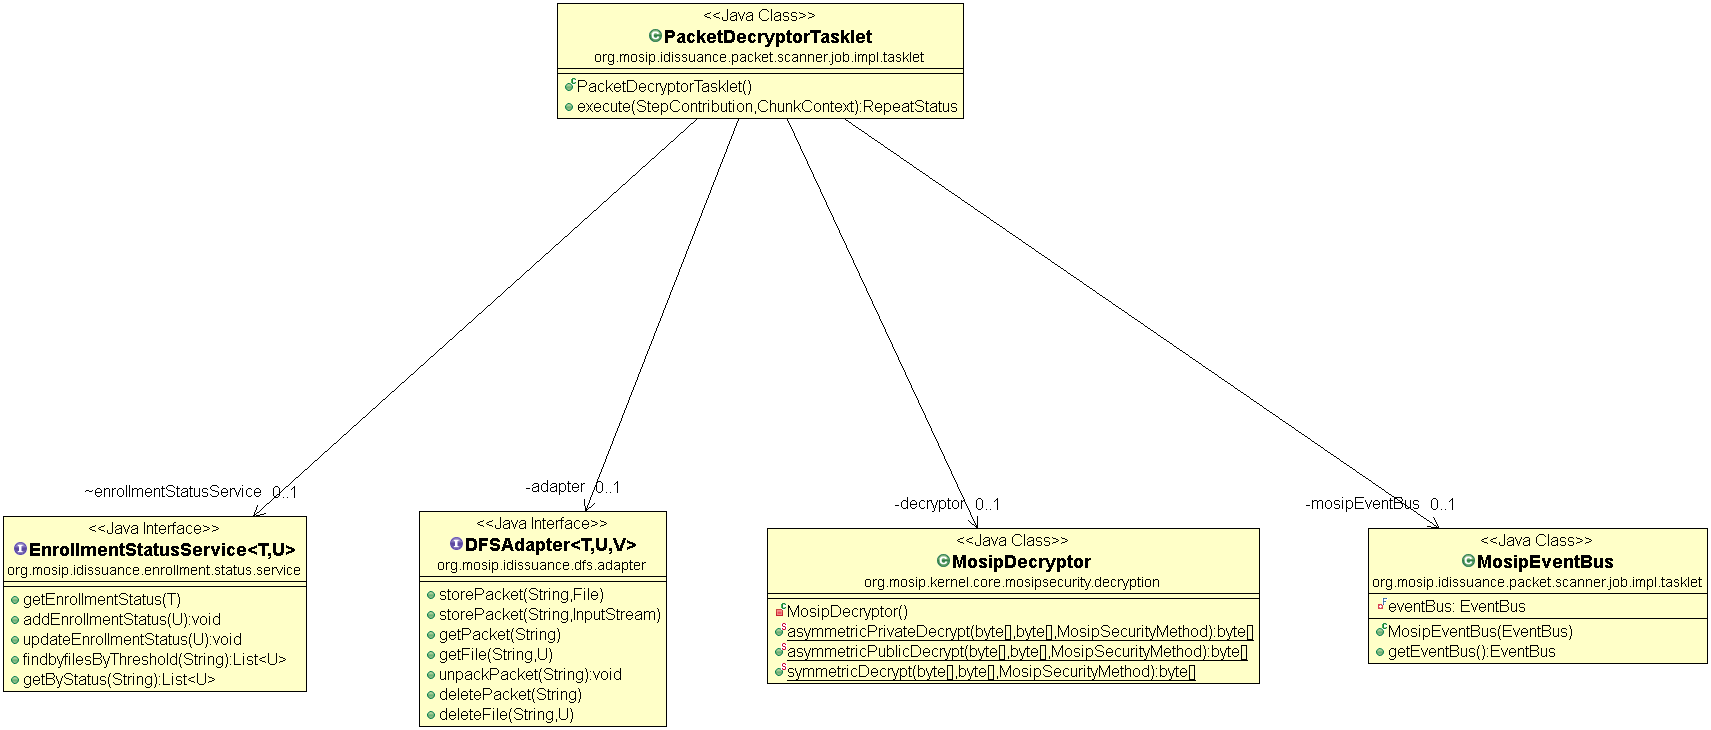 <<Java Class>>
PacketDecryptorTasklet
org.mosip.idissuance.packet.scanner.job.impl.tasklet
PacketDecryptorTasklet()
execute(StepContribution,ChunkContext):RepeatStatus
~enrollmentStatusService 0..1
-adapter 0..1
-decryptor 0..1
-mosipEventBus 0..1
<<Java Interface>>
EnrollmentStatusService<T,U>
org.mosip.idissuance.enrollment.status.service
getEnrollmentStatus(T)
addEnrollmentStatus(U):void
updateEnrollmentStatus(U):void
findbyfilesByThreshold(String):List<U>
getByStatus(String):List<U>
<<Java Interface>>
DFSAdapter<T,U,V>
org.mosip.idissuance.dfs.adapter
storePacket(String,File)
storePacket(String,InputStream)
getPacket(String)
getFile(String,U)
unpackPacket(String):void
deletePacket(String)
deleteFile(String,U)
<<Java Class>>
MosipDecryptor
org.mosip.kernel.core.mosipsecurity.decryption
MosipDecryptor()
asymmetricPrivateDecrypt(byte[],byte[],MosipSecurityMethod):byte[]
asymmetricPublicDecrypt(byte[],byte[],MosipSecurityMethod):byte[]
symmetricDecrypt(byte[],byte[],MosipSecurityMethod):byte[]
<<Java Class>>
MosipEventBus
org.mosip.idissuance.packet.scanner.job.impl.tasklet
eventBus: EventBus
MosipEventBus(EventBus)
getEventBus():EventBus